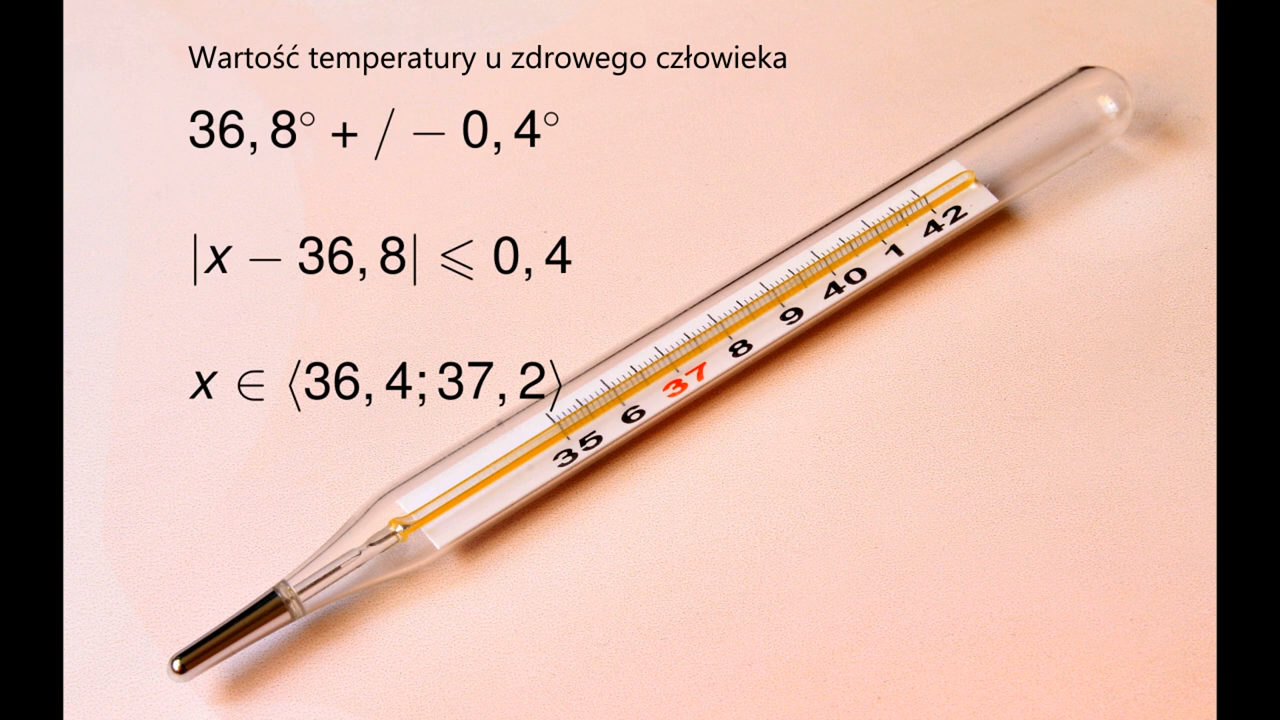 Wartość temperatury u zdrowego człowieka
36,8° + / − 0,4°
|x − 36,8| ⩽ 0,4
x ∈ ⟨36,4; 37,2⟩
35 6 37 8 9 40 1 42